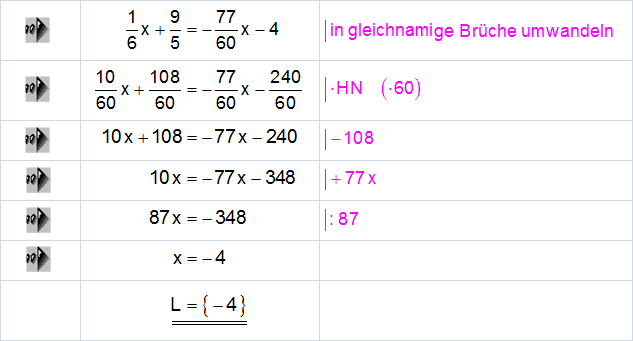 1/6 x + 9/5 = −77/60 x − 4 |in gleichnamige Brüche umwandeln
10/60 x + 108/60 = −77/60 x − 240/60 |·HN (·60)
10x + 108 = −77x − 240 |−108
10x = −77x − 348 |+77x
87x = −348 |: 87
x = −4
L = {−4}